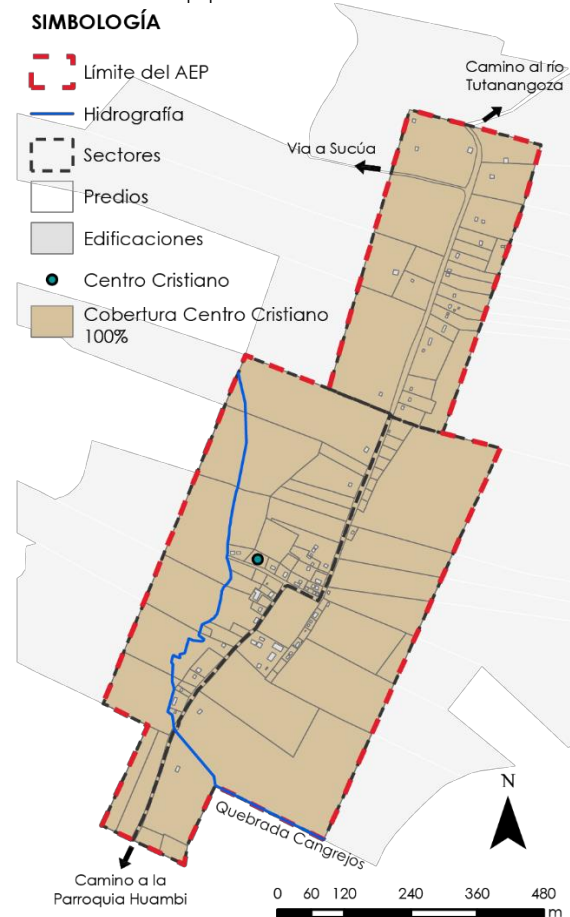 SIMBOLOGÍA
Límite del AEP
Hidrografía
Sectores
Predios
Edificaciones
Centro Cristiano
Cobertura Centro Cristiano
100%
Camino al río
Tutanangoza
Via a Sucúa
Quebrada Cangrejos
N
Camino a la
Parroquia Huambi
0 60 120 240 360 480
m